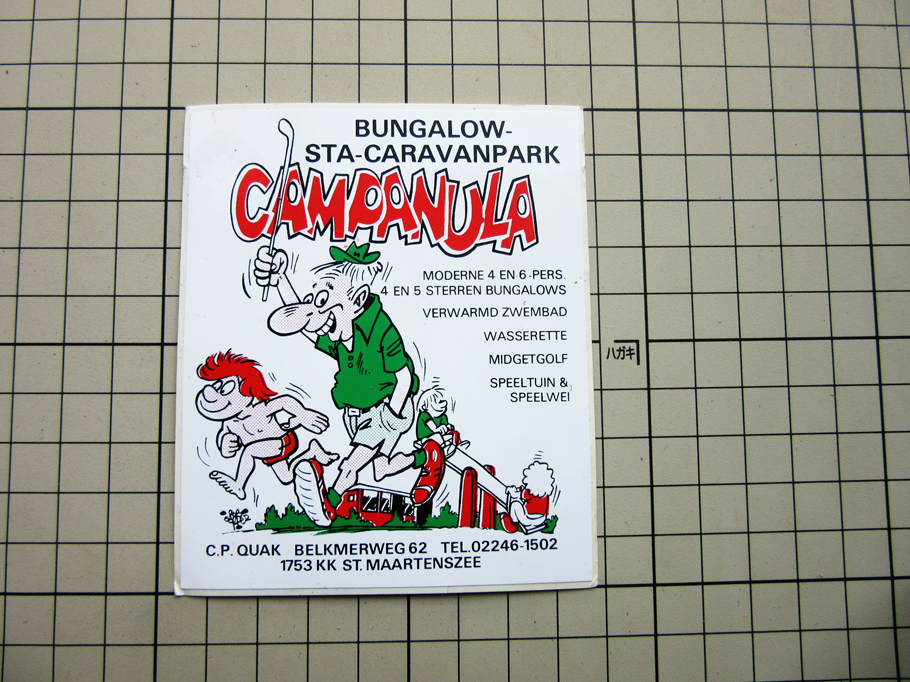 BUNGALOW-
STA-CARAVANPARK
CAMPANULA
MODERNE 4 EN 6-PERS.
4 EN 5 STERREN BUNGALOWS
VERWARMD ZWEMBAD
WASSERETTE
MIDGETGOLF
SPEELTUIN &
SPEELWEI
ハガキ
C.P. QUAK BELKMERWEG 62 TEL.02246-1502
1753 KK ST. MAARTENSZEE